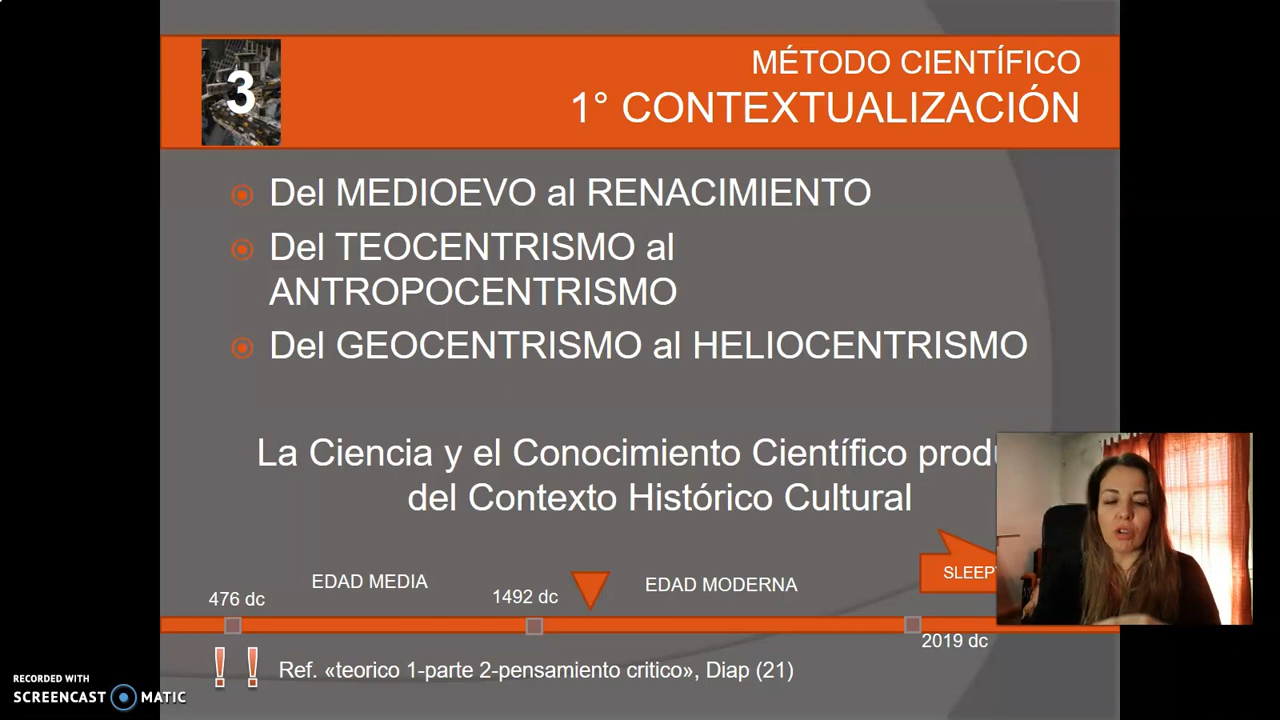 3
MÉTODO CIENTÍFICO
1° CONTEXTUALIZACIÓN
Del MEDIOEVO al RENACIMIENTO
Del TEOCENTRISMO al
ANTROPOCENTRISMO
Del GEOCENTRISMO al HELIOCENTRISMO
La Ciencia y el Conocimiento Científico
del Contexto Histórico Cultural
EDAD MEDIA
EDAD MODERNA
476 dc
1492 dc
2019 dc
!! Ref. «teorico 1-parte 2-pensamiento critico», Diap (21)
RECORDED WITH
SCREENCAST MATIC